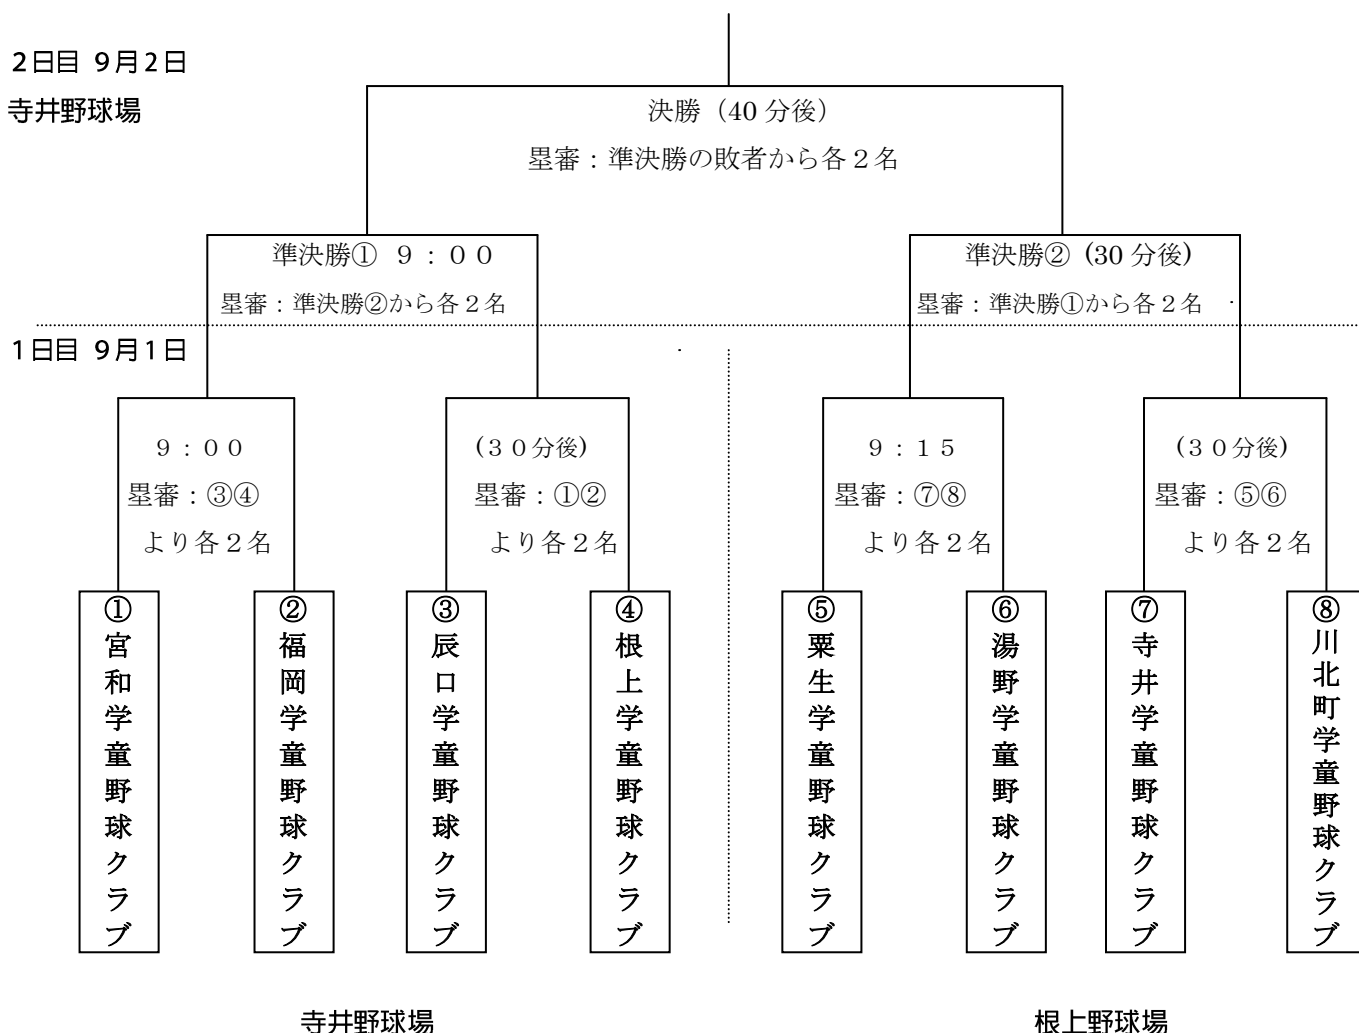 2日目 9月2日
寺井野球場
決勝（40 分後）
塁審：準決勝の敗者から各２名
準決勝① ９：００
塁審：準決勝②から各２名
準決勝② (30 分後)
塁審：準決勝①から各２名
1日目 9月1日
９：００
塁審：③④
より各２名
(３０分後)
塁審：①②
より各２名
９：１５
塁審：⑦⑧
より各２名
(３０分後)
塁審：⑤⑥
より各２名
①宮和学童野球クラブ
②福岡学童野球クラブ
③辰口学童野球クラブ
④根上学童野球クラブ
⑤粟生学童野球クラブ
⑥湯野学童野球クラブ
⑦寺井学童野球クラブ
⑧川北町学童野球クラブ
寺井野球場
根上野球場